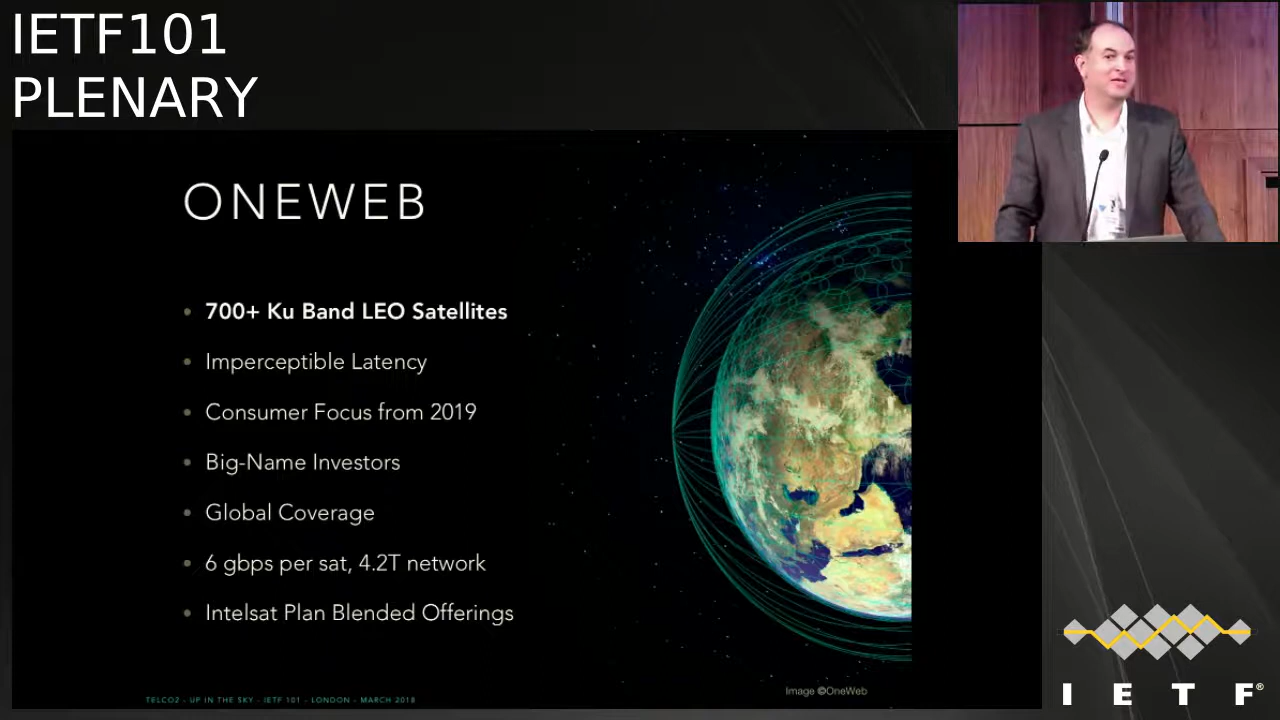 IETF101
PLENARY
ONEWEB
• 700+ Ku Band LEO Satellites
• Imperceptible Latency
• Consumer Focus from 2019
• Big-Name Investors
• Global Coverage
• 6 gbps per sat, 4.2T network
• Intelsat Plan Blended Offerings
Image ©OneWeb
TELCO2 - UP IN THE SKY - IETF 101 - LONDON - MARCH 2018
I E T F®